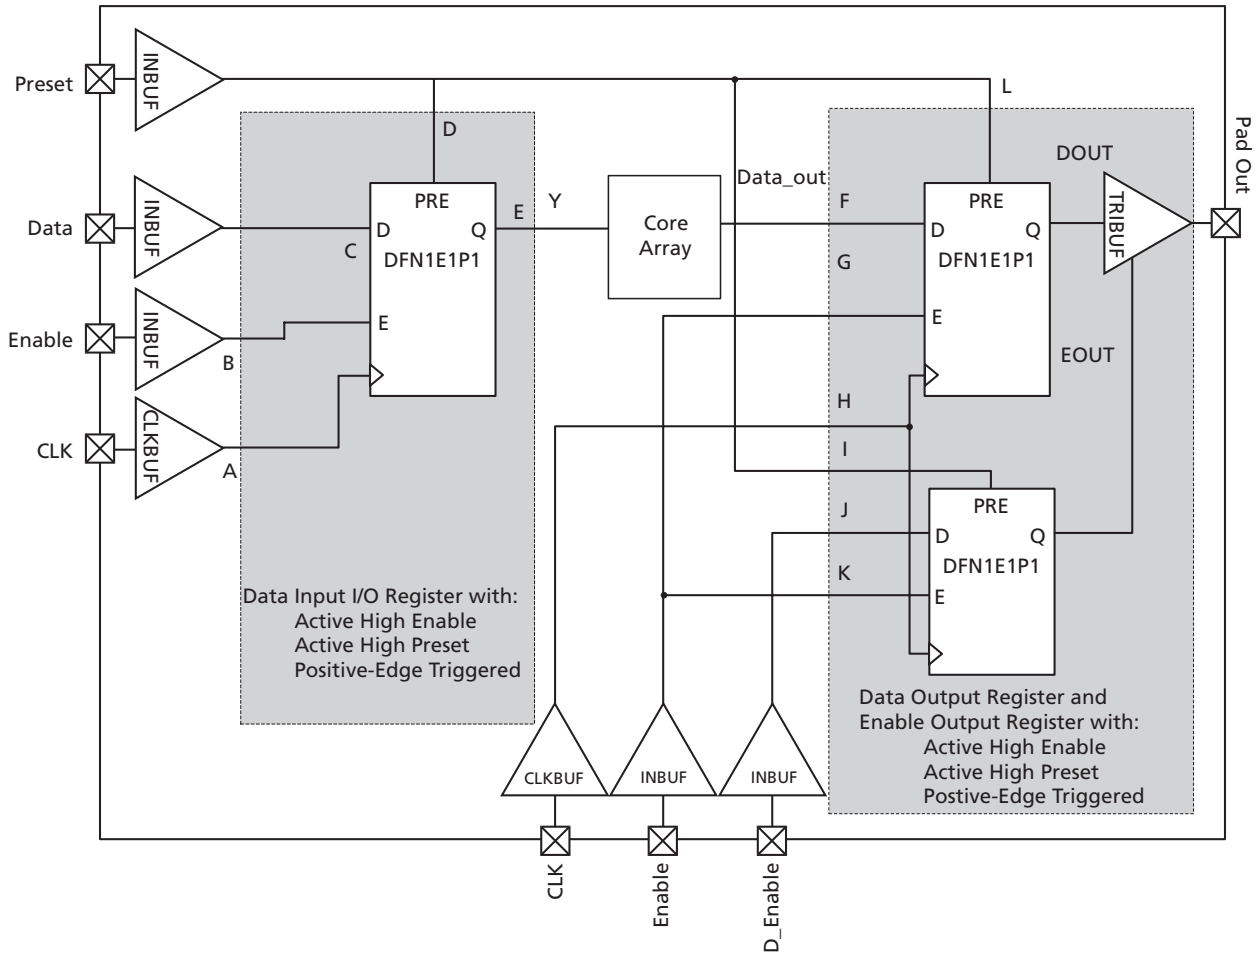 Preset
INBUF
L
D
Pad Out
DOUT
Data
INBUF
PRE
D
Q
DFN1E1P1
C
E
E
Y
Core
Array
Data_out
F
G
PRE
D
Q
DFN1E1P1
E
TRIBUF
EOUT
Enable
INBUF
B
CLK
CLKBUF
A
H
I
J
K
PRE
D
Q
DFN1E1P1
E
Data Input I/O Register with:
Active High Enable
Active High Preset
Positive-Edge Triggered
Data Output Register and
Enable Output Register with:
Active High Enable
Active High Preset
Postive-Edge Triggered
CLKBUF
INBUF
INBUF
CLK
Enable
D_Enable